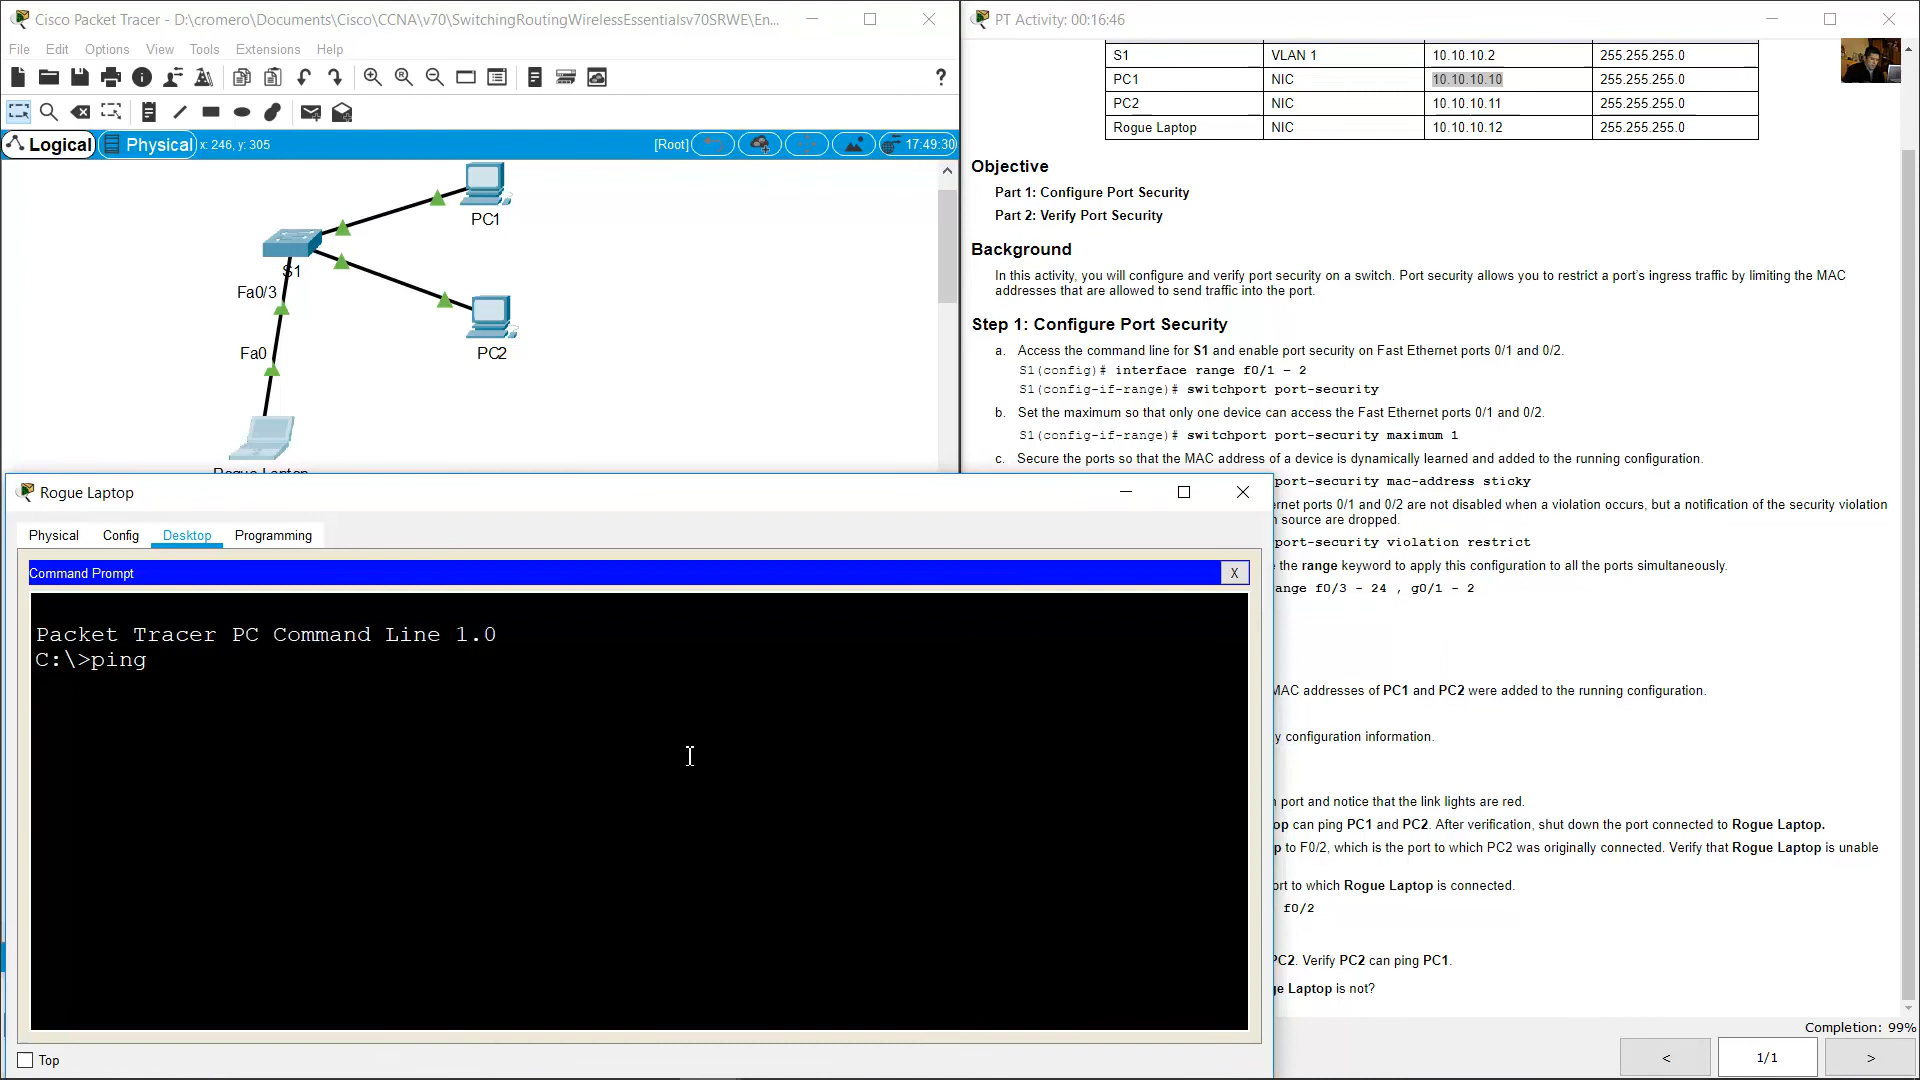 Cisco Packet Tracer - D:\cromero\Documents\Cisco\CCNA\v70\SwitchingRoutingWirelessEssentialsv70SRWE\En...
File Edit Options View Tools Extensions Help
?
Logical Physical x: 246, y: 305 [Root] 17:49:30
PC1
S1
Fa0/3
Fa0
PC2
Rogue Laptop
PT Activity: 00:16:46
S1 VLAN 1 10.10.10.2 255.255.255.0
PC1 NIC 10.10.10.10 255.255.255.0
PC2 NIC 10.10.10.11 255.255.255.0
Rogue Laptop NIC 10.10.10.12 255.255.255.0
Objective
Part 1: Configure Port Security
Part 2: Verify Port Security
Background
In this activity, you will configure and verify port security on a switch. Port security allows you to restrict a port's ingress traffic by limiting the MAC
addresses that are allowed to send traffic into the port.
Step 1: Configure Port Security
a. Access the command line for S1 and enable port security on Fast Ethernet ports 0/1 and 0/2.
S1(config)# interface range f0/1 – 2
S1(config-if-range)# switchport port-security
b. Set the maximum so that only one device can access the Fast Ethernet ports 0/1 and 0/2.
S1(config-if-range)# switchport port-security maximum 1
c. Secure the ports so that the MAC address of a device is dynamically learned and added to the running configuration.
port-security mac-address sticky
ernet ports 0/1 and 0/2 are not disabled when a violation occurs, but a notification of the security violation
source are dropped.
port-security violation restrict
the range keyword to apply this configuration to all the ports simultaneously.
ange f0/3 - 24 , g0/1 - 2
MAC addresses of PC1 and PC2 were added to the running configuration.
y configuration information.
port and notice that the link lights are red.
op can ping PC1 and PC2. After verification, shut down the port connected to Rogue Laptop.
p to F0/2, which is the port to which PC2 was originally connected. Verify that Rogue Laptop is unable
ort to which Rogue Laptop is connected.
f0/2
PC2. Verify PC2 can ping PC1.
ge Laptop is not?
Completion: 99%
< 1/1 >
Rogue Laptop
Physical Config Desktop Programming
Command Prompt X
Packet Tracer PC Command Line 1.0
C:\>ping
Top